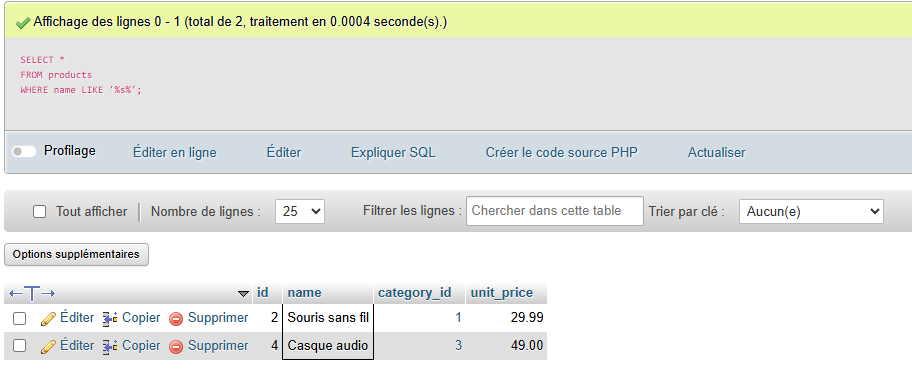 Affichage des lignes 0 - 1 (total de 2, traitement en 0.0004 seconde(s).)
SELECT *
FROM products
WHERE name LIKE '%s%';
Profilage Éditer en ligne Éditer Expliquer SQL Créer le code source PHP Actualiser
Tout afficher Nombre de lignes : 25 Filtrer les lignes : Chercher dans cette table Trier par clé : Aucun(e)
Options supplémentaires
←T→ id name category_id unit_price
Éditer Copier Supprimer 2 Souris sans fil 1 29.99
Éditer Copier Supprimer 4 Casque audio 3 49.00